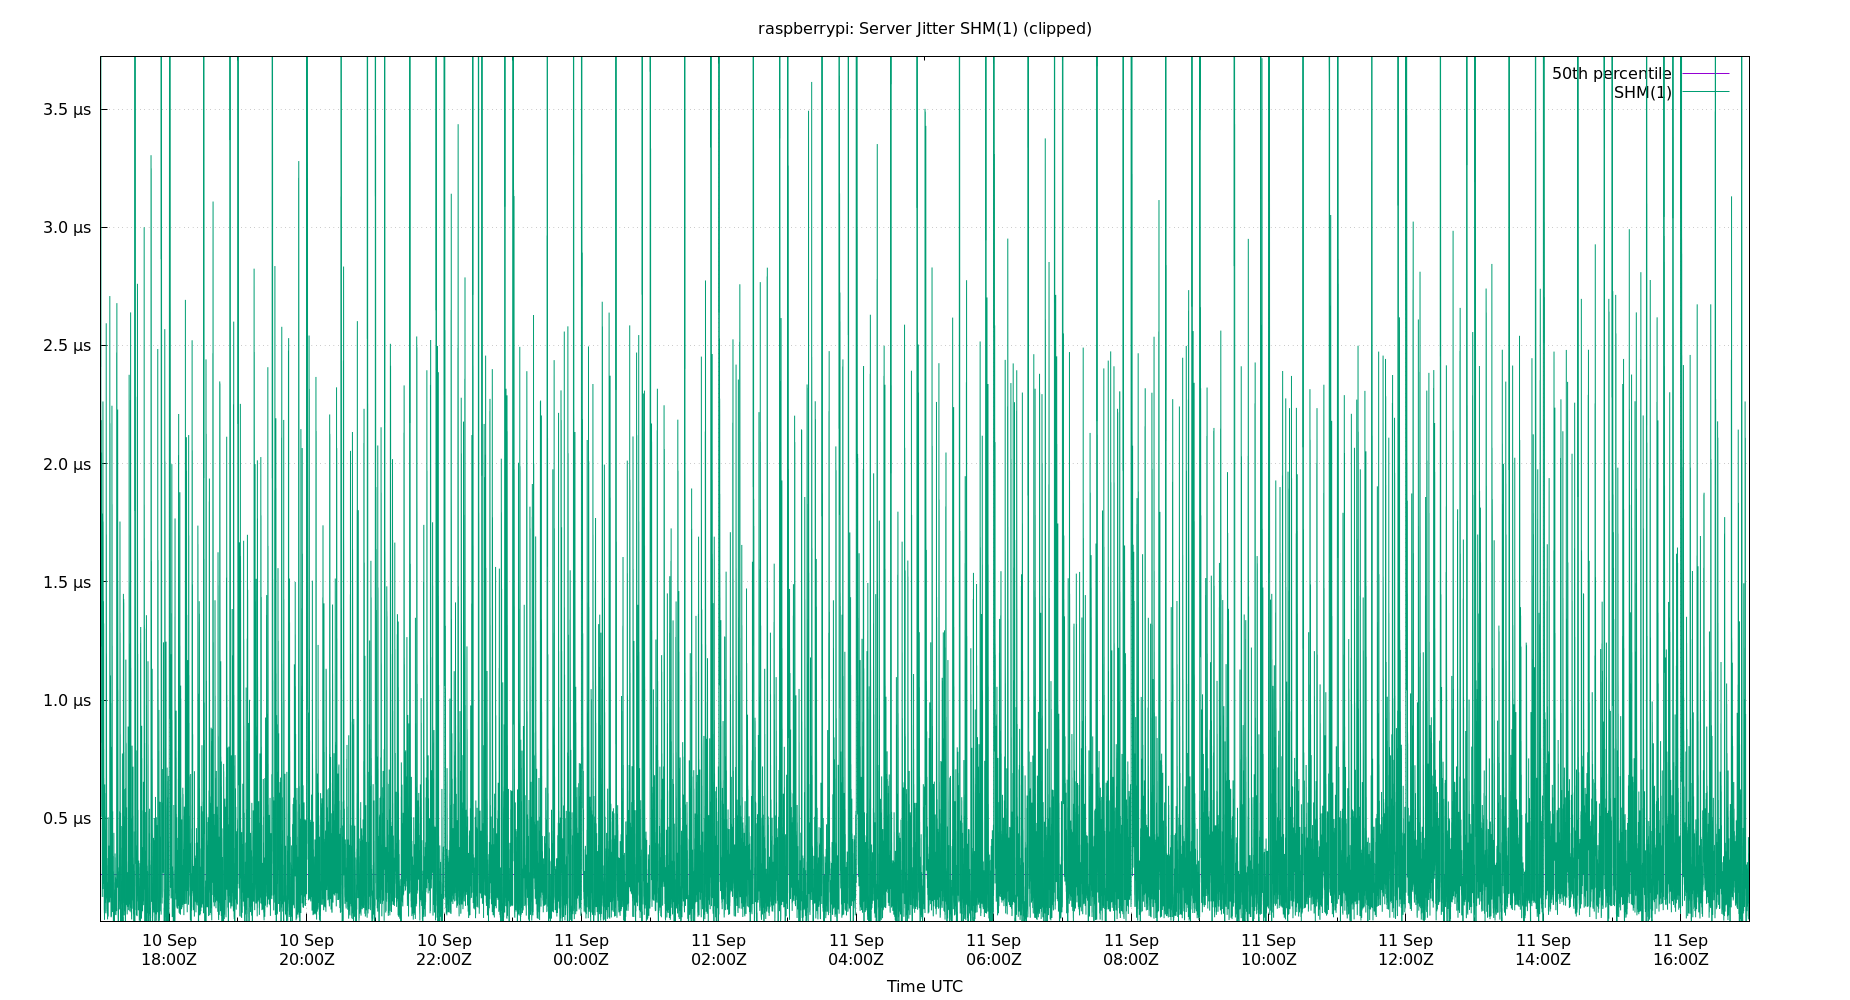 raspberrypi: Server Jitter SHM(1) (clipped)
50th percentile
SHM(1)
3.5 µs
3.0 µs
2.5 µs
2.0 µs
1.5 µs
1.0 µs
0.5 µs
10 Sep 10 Sep 10 Sep 11 Sep 11 Sep 11 Sep 11 Sep 11 Sep 11 Sep 11 Sep 11 Sep 11 Sep
18:00Z 20:00Z 22:00Z 00:00Z 02:00Z 04:00Z 06:00Z 08:00Z 10:00Z 12:00Z 14:00Z 16:00Z
Time UTC